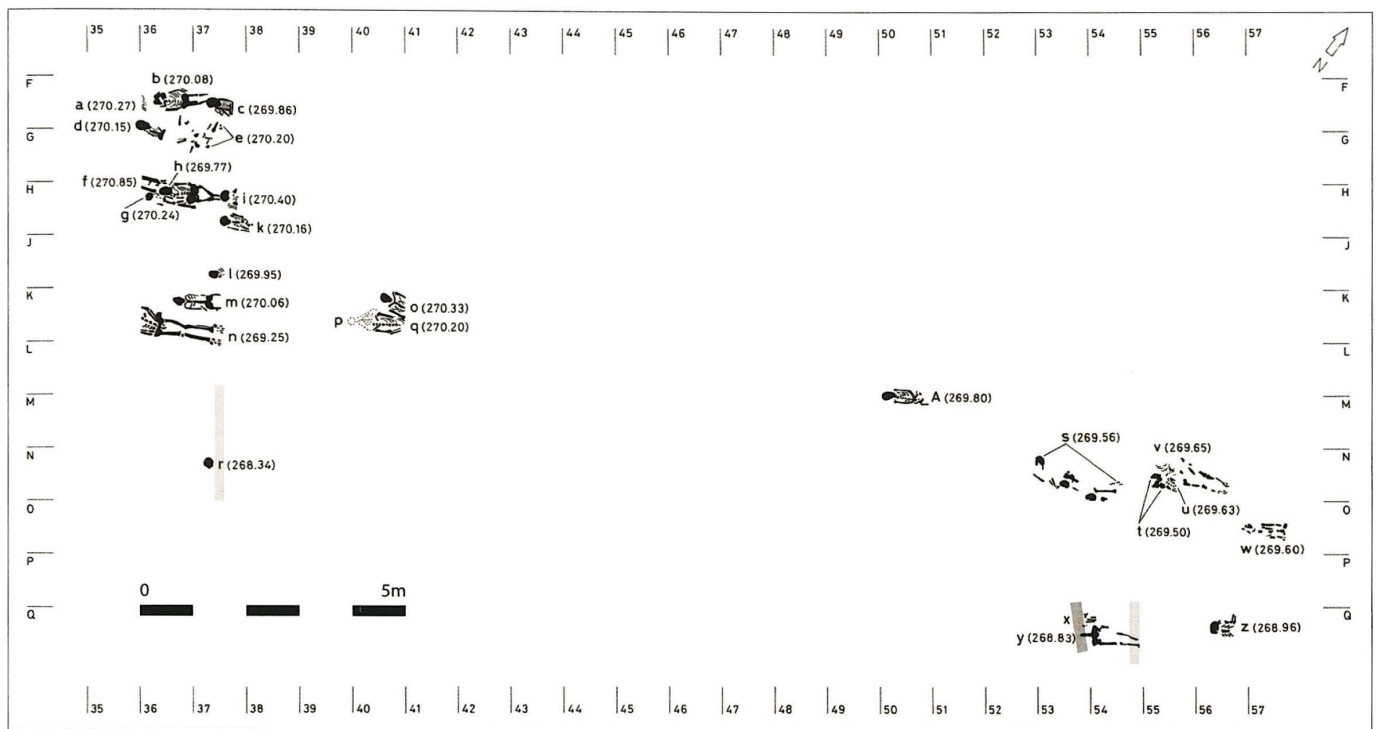 35 36 37 38 39 40 41 42 43 44 45 46 47 48 49 50 51 52 53 54 55 56 57
N
F F
b (270.08)
a (270.27) c (269.86)
d (270.15)
G e (270.20) G
h (269.77)
f (270.85)
H i (270.40) H
g (270.24)
k (270.16)
J J
l (269.95)
K m (270.06) o (270.33) K
p q (270.20)
n (269.25)
L L
M A (269.80) M
s (269.56) v (269.65)
N N
r (268.34)
O u (269.63) O
t (269.50)
w (269.60)
P P
0 5m
Q x Q
y (268.83) z (268.96)
35 36 37 38 39 40 41 42 43 44 45 46 47 48 49 50 51 52 53 54 55 56 57